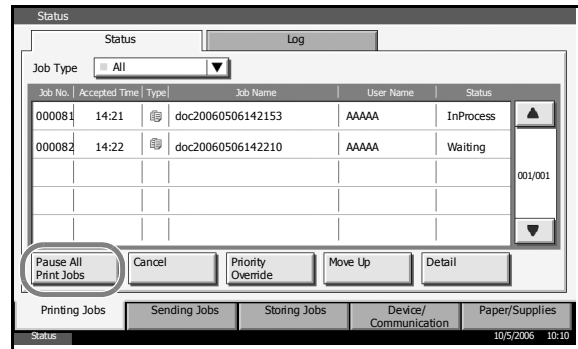 Status
Status Log
Job Type All
Job No. Accepted Time Type Job Name User Name Status
000081 14:21 doc20060506142153 AAAAA InProcess
000082 14:22 doc20060506142210 AAAAA Waiting
001/001
Pause All
Print Jobs
Cancel
Priority
Override
Move Up
Detail
Printing Jobs
Sending Jobs
Storing Jobs
Device/
Communication
Paper/Supplies
Status 10/5/2006 10:10